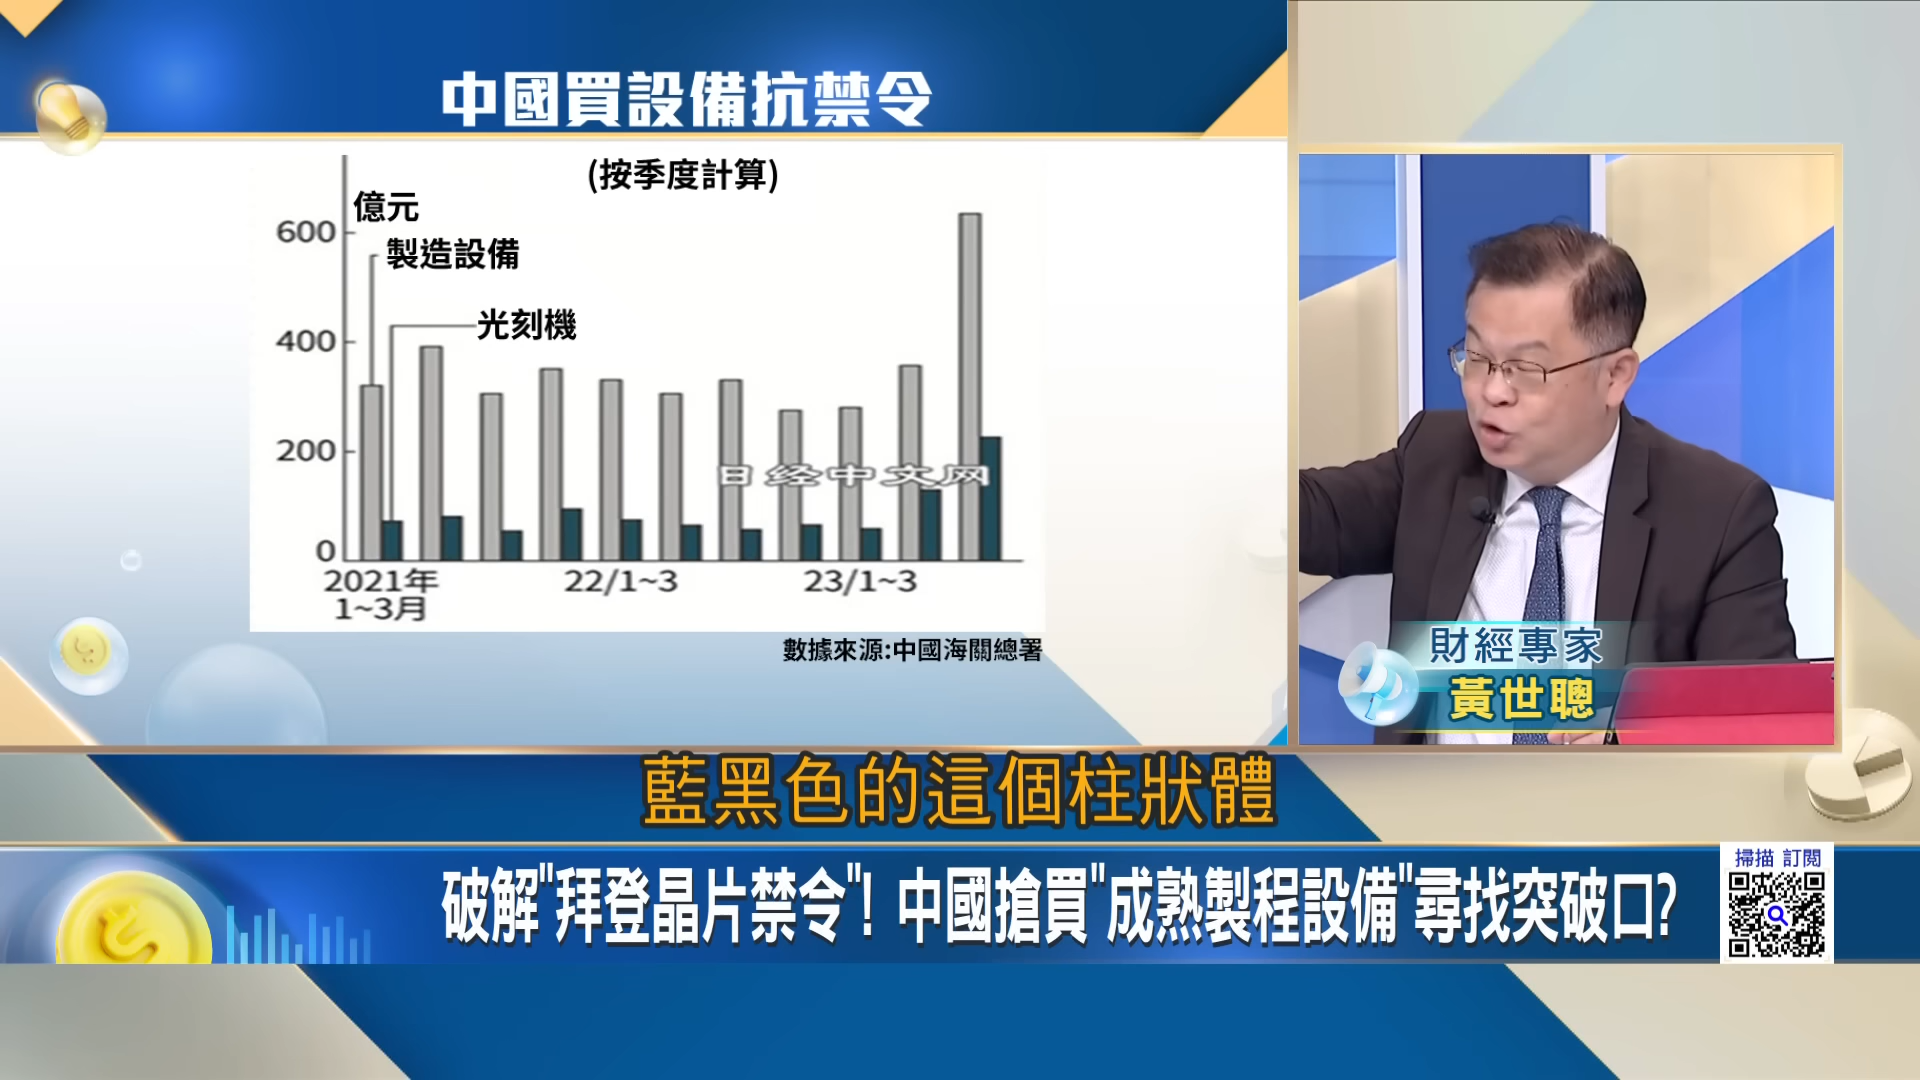 中國買設備抗禁令
(按季度計算)
億元
600
製造設備
光刻機
400
200
日经中文网
0
2021年
1~3月
22/1~3
23/1~3
數據來源:中國海關總署
財經專家
黃世聰
藍黑色的這個柱狀體
破解"拜登晶片禁令"! 中國搶買"成熟製程設備"尋找突破口?
掃描 訂閱